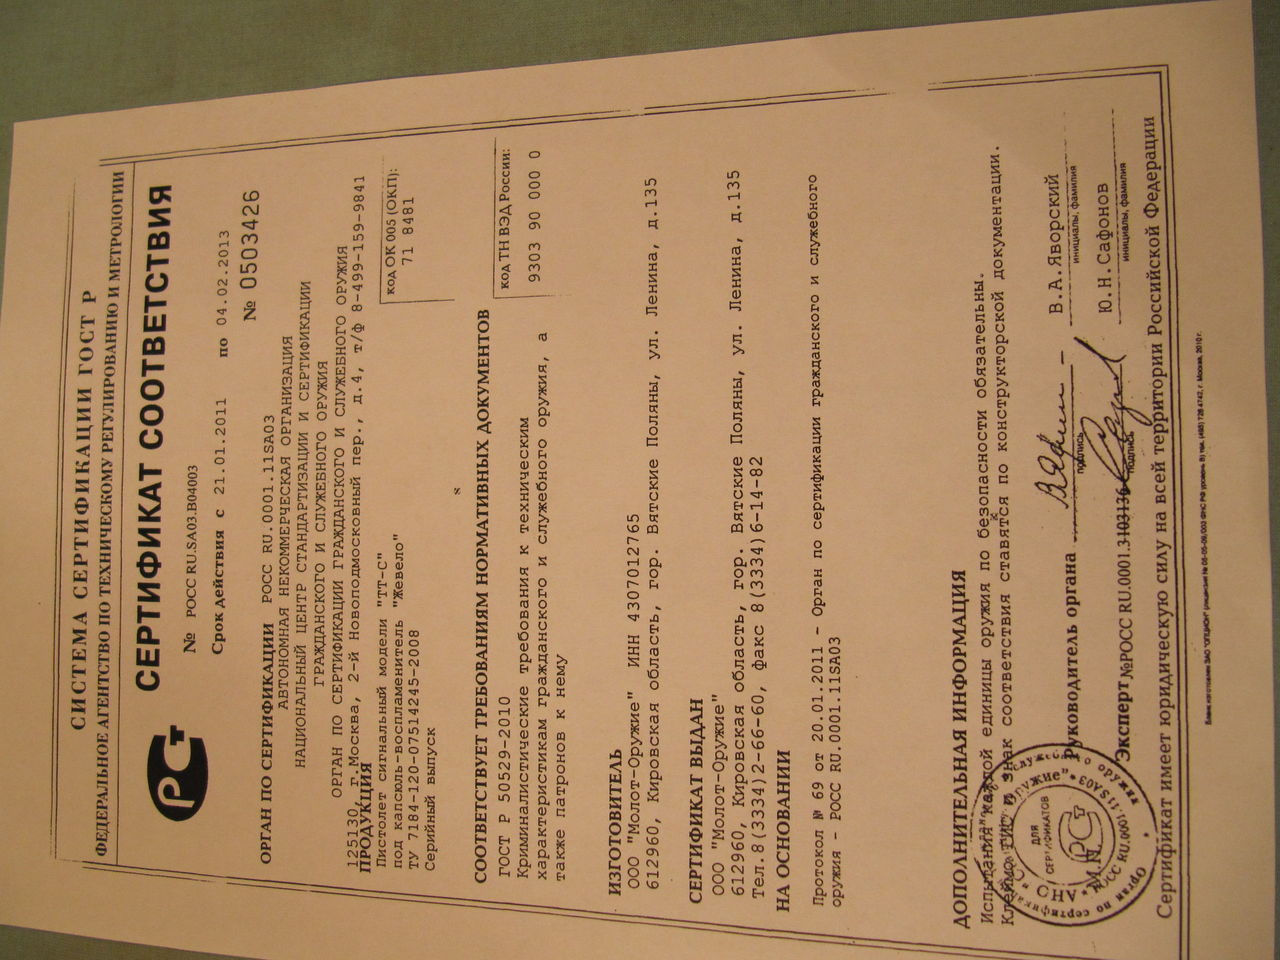 СИСТЕМА СЕРТИФИКАЦИИ ГОСТ Р
ФЕДЕРАЛЬНОЕ АГЕНТСТВО ПО ТЕХНИЧЕСКОМУ РЕГУЛИРОВАНИЮ И МЕТРОЛОГИИ
СЕРТИФИКАТ СООТВЕТСТВИЯ
№ РОСС RU.SA03.B04003
Срок действия с 21.01.2011 по 04.02.2013
№ 0503426
ОРГАН ПО СЕРТИФИКАЦИИ РОСС RU.0001.11SA03
АВТОНОМНАЯ НЕКОММЕРЧЕСКАЯ ОРГАНИЗАЦИЯ
НАЦИОНАЛЬНЫЙ ЦЕНТР СТАНДАРТИЗАЦИИ И СЕРТИФИКАЦИИ
ГРАЖДАНСКОГО И СЛУЖЕБНОГО ОРУЖИЯ
ОРГАН ПО СЕРТИФИКАЦИИ ГРАЖДАНСКОГО И СЛУЖЕБНОГО ОРУЖИЯ
125130, г.Москва, 2-й Новоподмосковный пер., д.4, т/ф 8-499-159-9841
ПРОДУКЦИЯ
Пистолет сигнальный модели "ТТ-С"
под капсюль-воспламенитель "Жевело"
ТУ 7184-120-07514245-2008
Серийный выпуск
код ОК 005 (ОКП):
71 8481
СООТВЕТСТВУЕТ ТРЕБОВАНИЯМ НОРМАТИВНЫХ ДОКУМЕНТОВ
ГОСТ Р 50529-2010
Криминалистические требования к техническим
характеристикам гражданского и служебного оружия, а
также патронов к нему
код ТН ВЭД России:
9303 90 000 0
ИЗГОТОВИТЕЛЬ
ООО "Молот-Оружие" ИНН 4307012765
612960, Кировская область, гор. Вятские Поляны, ул. Ленина, д.135
СЕРТИФИКАТ ВЫДАН
ООО "Молот-Оружие"
612960, Кировская область, гор. Вятские Поляны, ул. Ленина, д.135
Тел.8(3334)2-66-60, факс 8(3334)6-14-82
НА ОСНОВАНИИ
Протокол № 69 от 20.01.2011 - Орган по сертификации гражданского и служебного
оружия - РОСС RU.0001.11SA03
ДОПОЛНИТЕЛЬНАЯ ИНФОРМАЦИЯ
Испытания каждой единицы оружия по безопасности обязательны.
Клеймо ТИС и знак соответствия ставятся по конструкторской документации.
Руководитель органа
подпись
В.А.Яворский
инициалы, фамилия
Эксперт №РОСС RU.0001.3103136
подпись
Ю.Н.Сафонов
инициалы, фамилия
ДЛЯ
СЕРТИФИКАТОВ
М.П.
Сертификат имеет юридическую силу на всей территории Российской Федерации